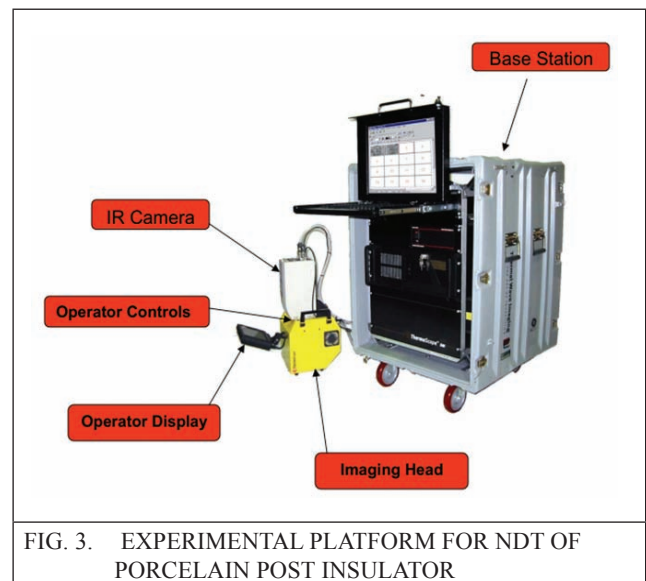 Base Station
IR Camera
Operator Controls
Operator Display
Imaging Head
ThermoScope
FIG. 3. EXPERIMENTAL PLATFORM FOR NDT OF
PORCELAIN POST INSULATOR